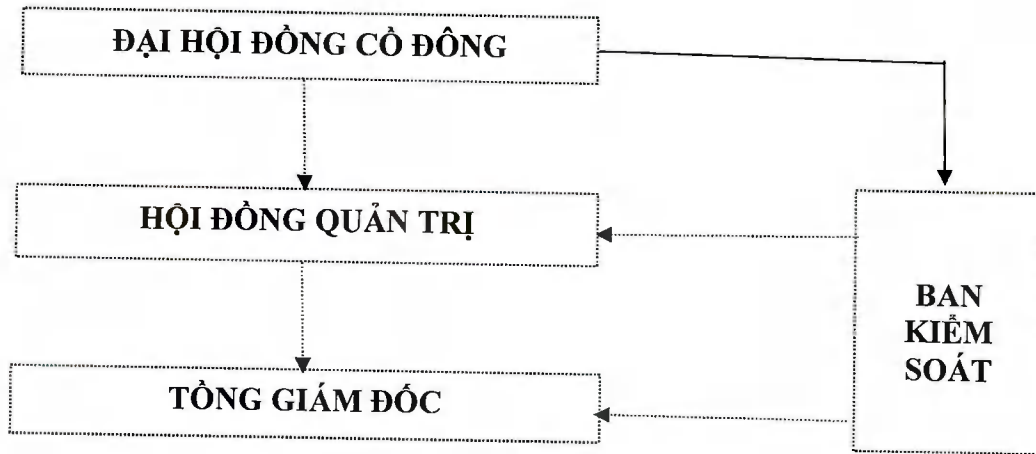 ĐẠI HỘI ĐỒNG CỔ ĐÔNG
HỘI ĐỒNG QUẢN TRỊ
BAN
KIỂM
SOÁT
TỔNG GIÁM ĐỐC